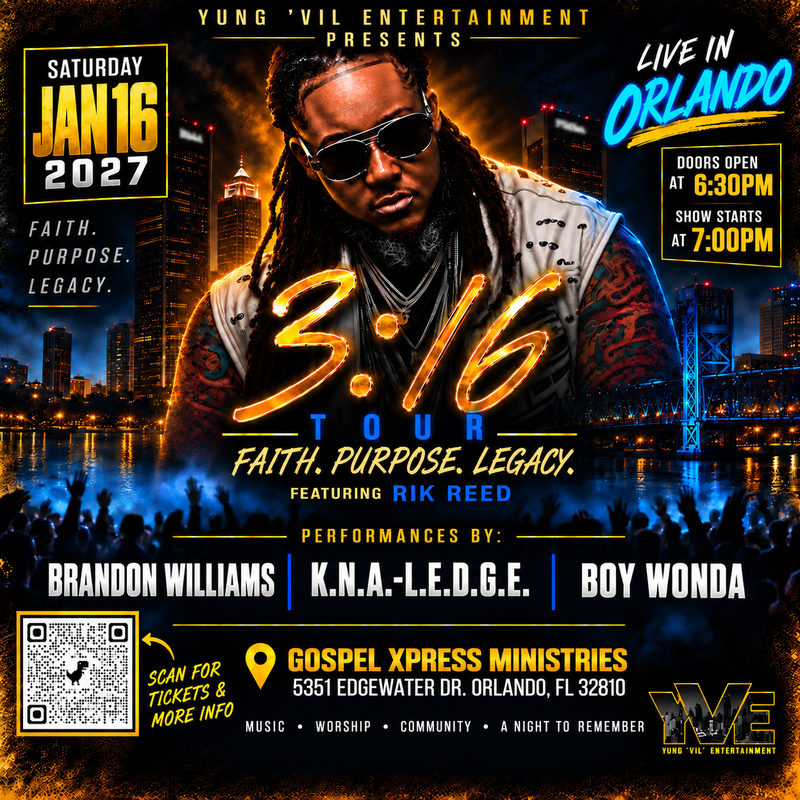 YUNG 'VIL ENTERTAINMENT
PRESENTS
SATURDAY
JAN 16
2027
FAITH.
PURPOSE.
LEGACY.
LIVE IN
ORLANDO
DOORS OPEN
AT 6:30PM
SHOW STARTS
AT 7:00PM
3:16
TOUR
FAITH. PURPOSE. LEGACY.
FEATURING RIK REED
PERFORMANCES BY:
BRANDON WILLIAMS | K.N.A.-L.E.D.G.E. | BOY WONDA
SCAN FOR
TICKETS &
MORE INFO
GOSPEL XPRESS MINISTRIES
5351 EDGEWATER DR. ORLANDO, FL 32810
MUSIC • WORSHIP • COMMUNITY • A NIGHT TO REMEMBER
YVE
YUNG 'VIL' ENTERTAINMENT